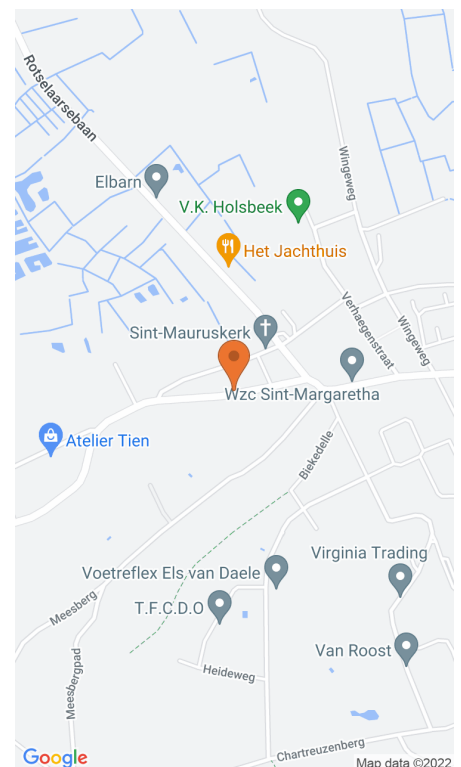 Rotselaarsebaan
Wingeweg
Elbarn
V.K. Holsbeek
Het Jachthuis
Verhaegenstraat
Wingeweg
Sint-Mauruskerk
Wzc Sint-Margaretha
Atelier Tien
Biekedelle
Virginia Trading
Voetreflex Els van Daele
T.F.C.D.O
Meesberg
Van Roost
Meesbergpad
Heideweg
Chartreuzenberg
Google
Map data ©2022